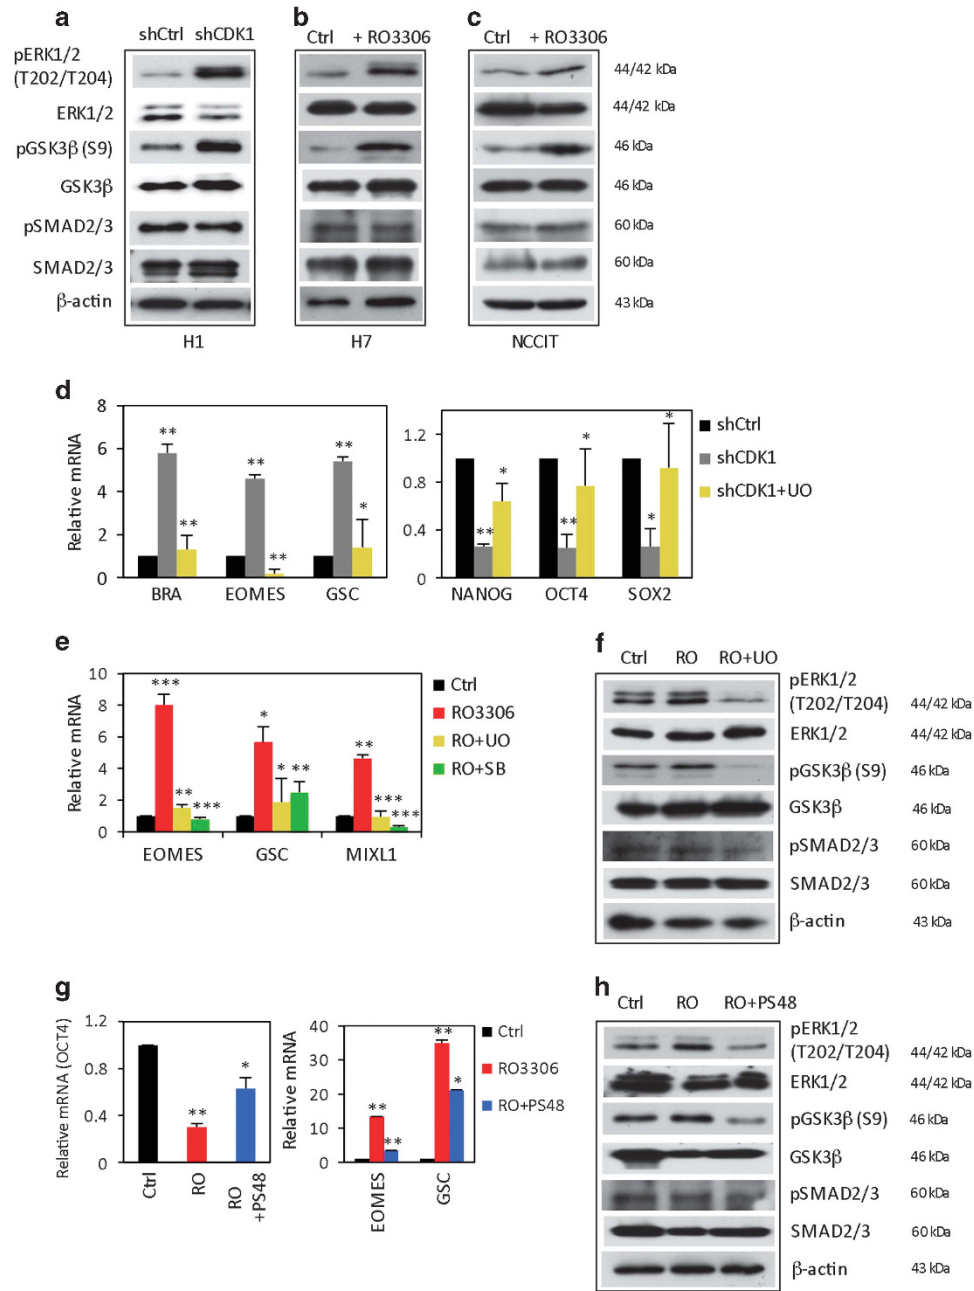 a b c
shCtrl shCDK1 Ctrl + RO3306 Ctrl + RO3306
pERK1/2
(T202/T204) 44/42 kDa
ERK1/2 44/42 kDa
pGSK3β (S9) 46 kDa
GSK3β 46 kDa
pSMAD2/3 60 kDa
SMAD2/3 60 kDa
β-actin 43 kDa
H1 H7 NCCIT
d
Relative mRNA
8
6
4
2
0
BRA EOMES GSC
** ** ** ** ** *
1.2
0.8
0.4
0
NANOG OCT4 SOX2
** * ** * * *
shCtrl
shCDK1
shCDK1+UO
e
Relative mRNA
10
8
6
4
2
0
*** ** *** * * ** ** *** ***
EOMES GSC MIXL1
Ctrl
RO3306
RO+UO
RO+SB
f
Ctrl RO RO+UO
pERK1/2
(T202/T204) 44/42 kDa
ERK1/2 44/42 kDa
pGSK3β (S9) 46 kDa
GSK3β 46 kDa
pSMAD2/3 60 kDa
SMAD2/3 60 kDa
β-actin 43 kDa
g
Relative mRNA (OCT4)
1.2
0.8
0.4
0
** *
Ctrl
RO
RO
+PS48
Relative mRNA
40
30
20
10
0
** ** ** *
EOMES
GSC
Ctrl
RO3306
RO+PS48
h
Ctrl RO RO+PS48
pERK1/2
(T202/T204) 44/42 kDa
ERK1/2 44/42 kDa
pGSK3β (S9) 46 kDa
GSK3β 46 kDa
pSMAD2/3 60 kDa
SMAD2/3 60 kDa
β-actin 43 kDa